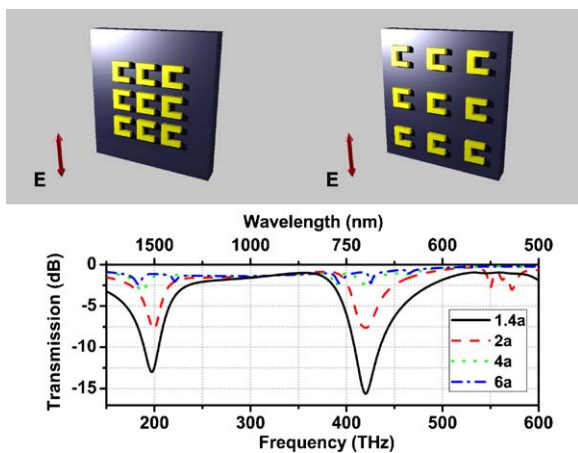 E
E
Wavelength (nm)
1500 1000 750 600 500
0
-5
-10
-15
Transmission (dB)
1.4a
2a
4a
6a
200 300 400 500 600
Frequency (THz)